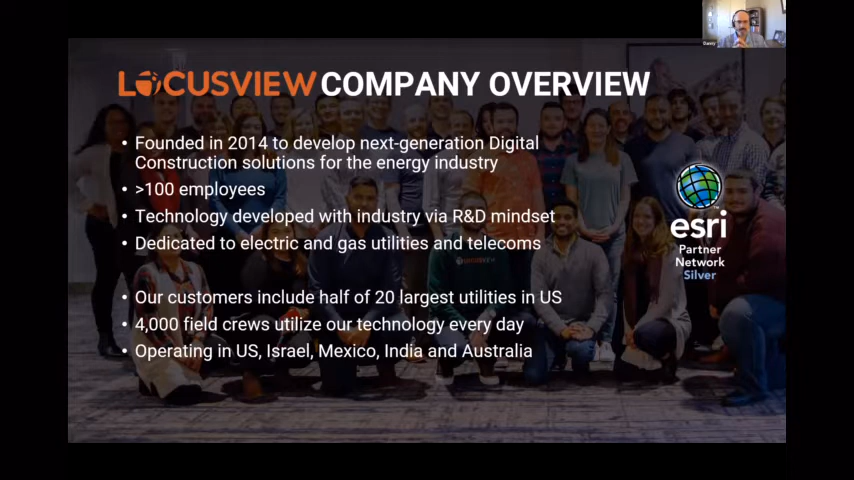 LOCUSVIEW COMPANY OVERVIEW
• Founded in 2014 to develop next-generation Digital
Construction solutions for the energy industry
• >100 employees
• Technology developed with industry via R&D mindset
• Dedicated to electric and gas utilities and telecoms
• Our customers include half of 20 largest utilities in US
• 4,000 field crews utilize our technology every day
• Operating in US, Israel, Mexico, India and Australia
esri
Partner
Network
Silver